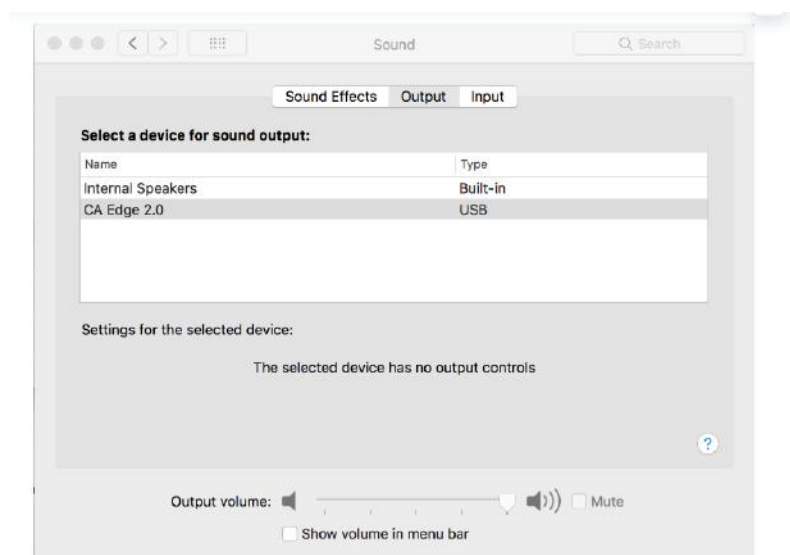 Sound
Search
Sound Effects Output Input
Select a device for sound output:
Name Type
Internal Speakers Built-in
CA Edge 2.0 USB
Settings for the selected device:
The selected device has no output controls
?
Output volume: Mute
Show volume in menu bar